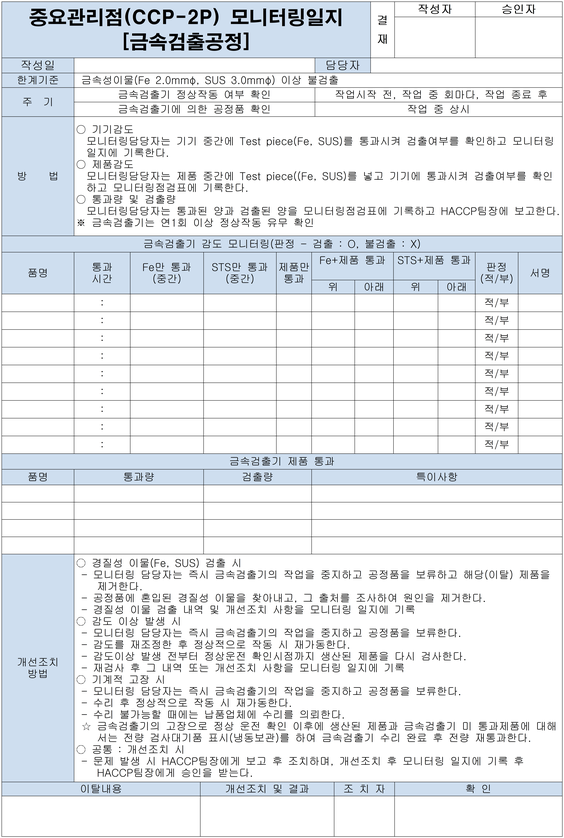 중요관리점(CCP-2P) 모니터링일지
[금속검출공정]
결
재
작성자
승인자
작성일
담당자
한계기준
금속성이물(Fe 2.0mmφ, SUS 3.0mmφ) 이상 불검출
주 기
금속검출기 정상작동 여부 확인
작업시작 전, 작업 중 회마다, 작업 종료 후
금속검출기에 의한 공정품 확인
작업 중 상시
방 법
○ 기기감도
모니터링담당자는 기기 중간에 Test piece(Fe, SUS)를 통과시켜 검출여부를 확인하고 모니터링
일지에 기록한다.
○ 제품감도
모니터링담당자는 제품 중간에 Test piece((Fe, SUS)를 넣고 기기에 통과시켜 검출여부를 확인
하고 모니터링점검표에 기록한다.
○ 통과량 및 검출량
모니터링담당자는 통과된 양과 검출된 양을 모니터링점검표에 기록하고 HACCP팀장에 보고한다.
※ 금속검출기는 연1회 이상 정상작동 유무 확인
금속검출기 감도 모니터링(판정 - 검출 : O, 불검출 : X)
품명
통과
시간
Fe만 통과
(중간)
STS만 통과
(중간)
제품만
통과
Fe+제품 통과
STS+제품 통과
판정
(적/부)
서명
위
아래
위
아래
: 적/부
: 적/부
: 적/부
: 적/부
: 적/부
: 적/부
: 적/부
: 적/부
: 적/부
금속검출기 제품 통과
품명
통과량
검출량
특이사항
개선조치
방법
○ 경질성 이물(Fe, SUS) 검출 시
- 모니터링 담당자는 즉시 금속검출기의 작업을 중지하고 공정품을 보류하고 해당(이탈) 제품을
제거한다.
- 공정품에 혼입된 경질성 이물을 찾아내고, 그 출처를 조사하여 원인을 제거한다.
- 경질성 이물 검출 내역 및 개선조치 사항을 모니터링 일지에 기록
○ 감도 이상 발생 시
- 모니터링 담당자는 즉시 금속검출기의 작업을 중지하고 공정품을 보류한다.
- 감도를 재조정한 후 정상적으로 작동 시 재가동한다.
- 감도이상 발생 전부터 정상운전 확인시점까지 생산된 제품을 다시 검사한다.
- 재검사 후 그 내역 또는 개선조치 사항을 모니터링 일지에 기록
○ 기계적 고장 시
- 모니터링 담당자는 즉시 금속검출기의 작업을 중지하고 공정품을 보류한다.
- 수리 후 정상적으로 작동 시 재가동한다.
- 수리 불가능할 때에는 납품업체에 수리를 의뢰한다.
☆ 금속검출기의 고장으로 정상 운전 확인 이후에 생산된 제품과 금속검출기 미 통과제품에 대해
서는 전량 검사대기품 표시(냉동보관)를 하여 금속검출기 수리 완료 후 전량 재통과한다.
○ 공통 : 개선조치 시
- 문제 발생 시 HACCP팀장에게 보고 후 조치하며, 개선조치 후 모니터링 일지에 기록 후
HACCP팀장에게 승인을 받는다.
이탈내용
개선조치 및 결과
조 치 자
확 인